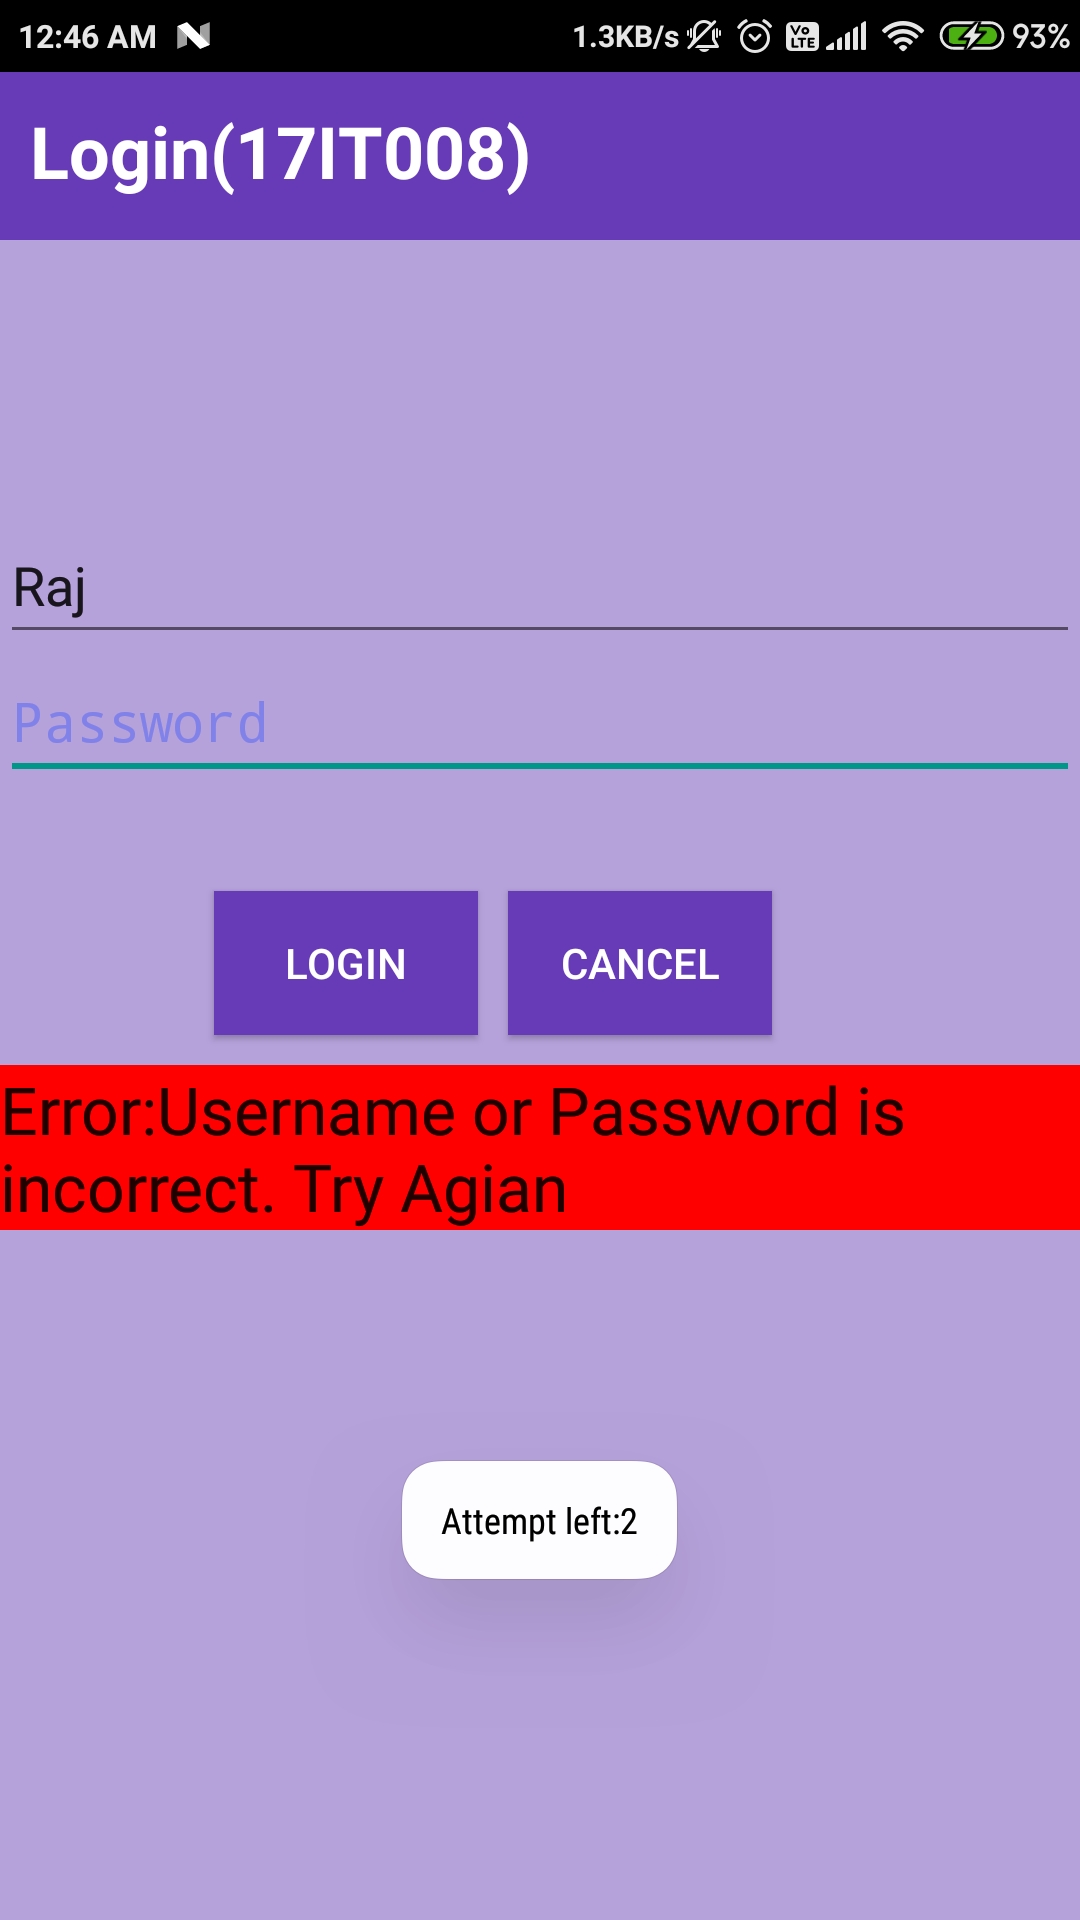 12:46 AM 1.3KB/s Vo LTE 93%
Login(17IT008)
Raj
Password
LOGIN CANCEL
Error:Username or Password is
incorrect. Try Agian
Attempt left:2